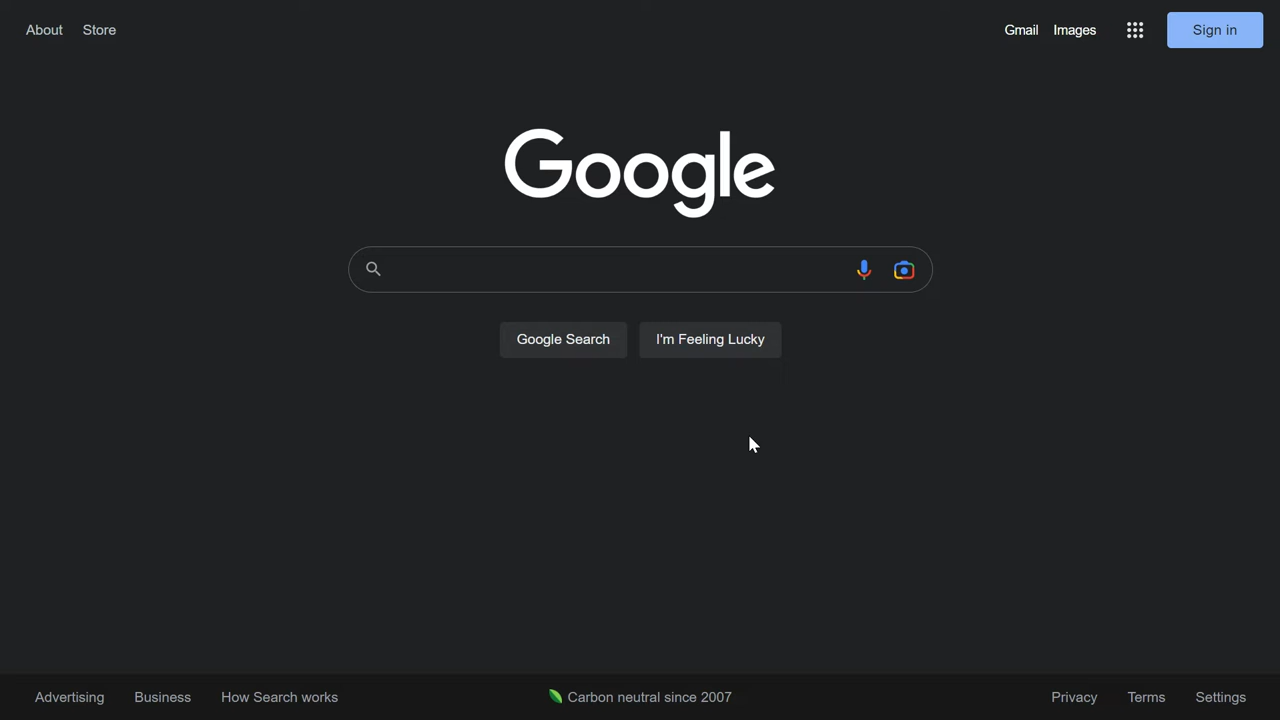 About Store Gmail Images Sign in
Google
Google Search I'm Feeling Lucky
Advertising Business How Search works Carbon neutral since 2007 Privacy Terms Settings